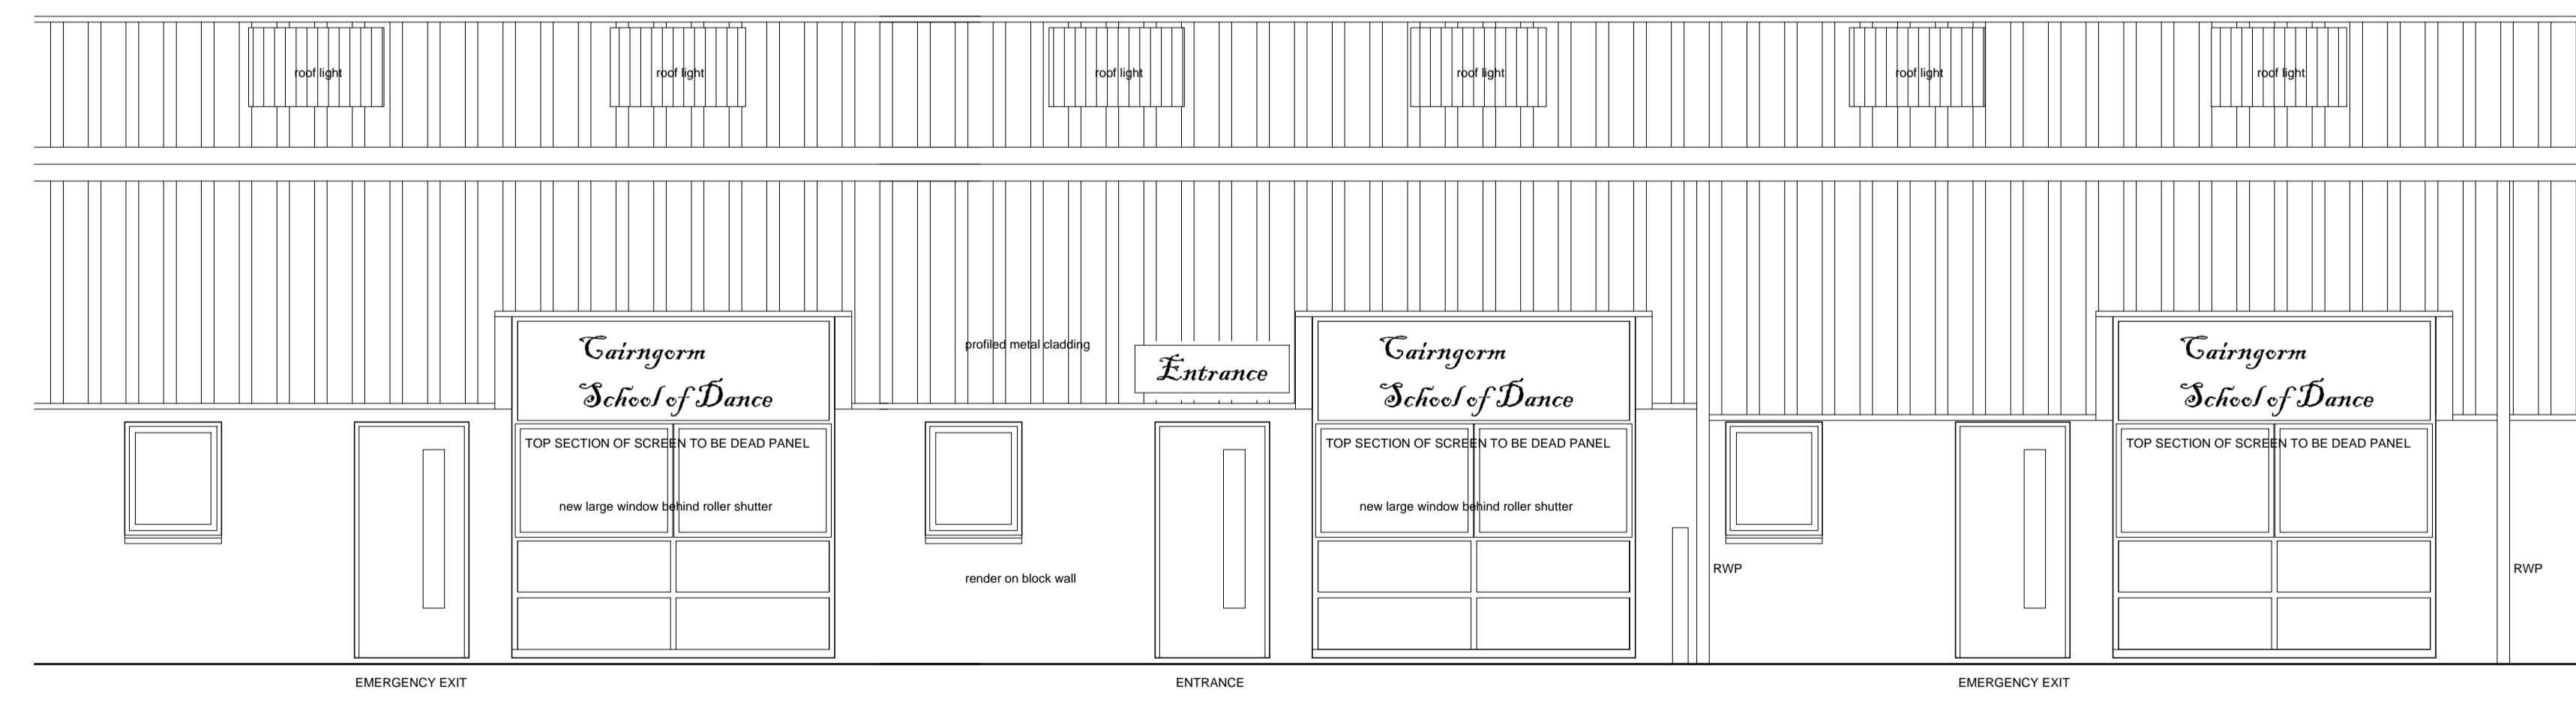 roof light
roof light
roof light
roof light
roof light
roof light
profiled metal cladding
Entrance
Cairngorm
School of Dance
Cairngorm
School of Dance
Cairngorm
School of Dance
TOP SECTION OF SCREEN TO BE DEAD PANEL
TOP SECTION OF SCREEN TO BE DEAD PANEL
TOP SECTION OF SCREEN TO BE DEAD PANEL
new large window behind roller shutter
new large window behind roller shutter
render on block wall
RWP
RWP
EMERGENCY EXIT
ENTRANCE
EMERGENCY EXIT